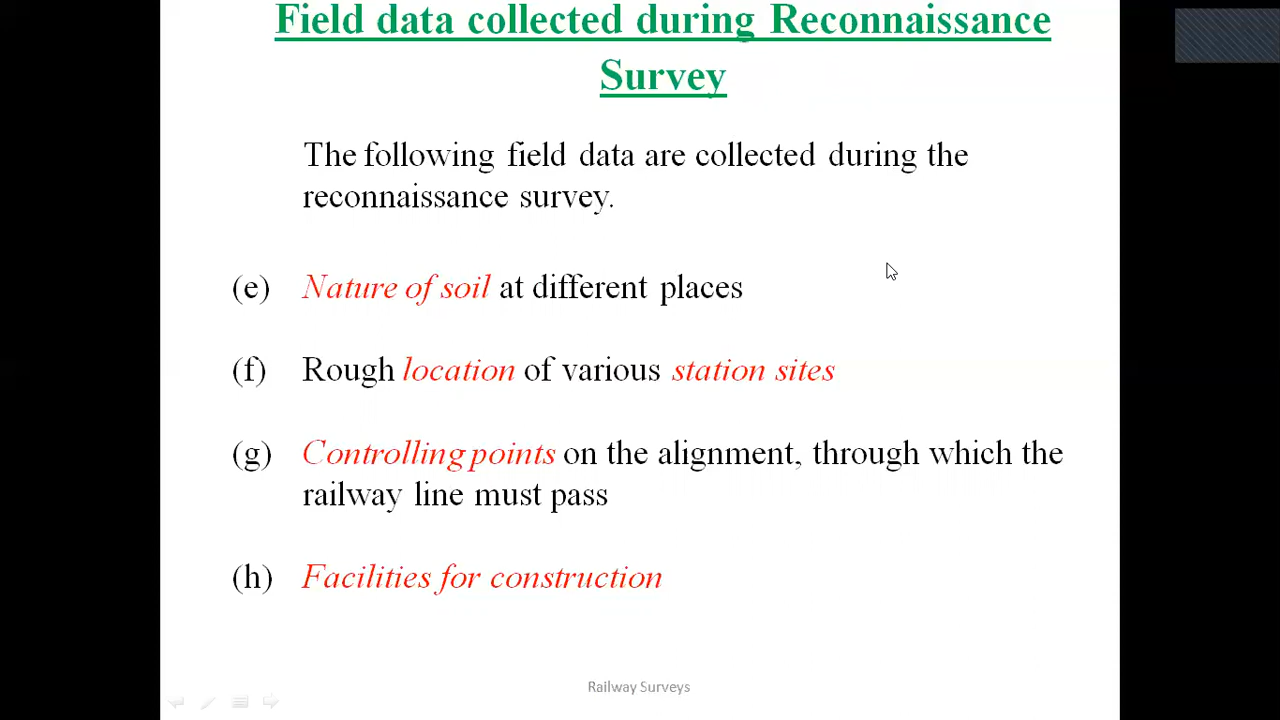 Field data collected during Reconnaissance
Survey
The following field data are collected during the
reconnaissance survey.
(e) Nature of soil at different places
(f) Rough location of various station sites
(g) Controlling points on the alignment, through which the
railway line must pass
(h) Facilities for construction
Railway Surveys